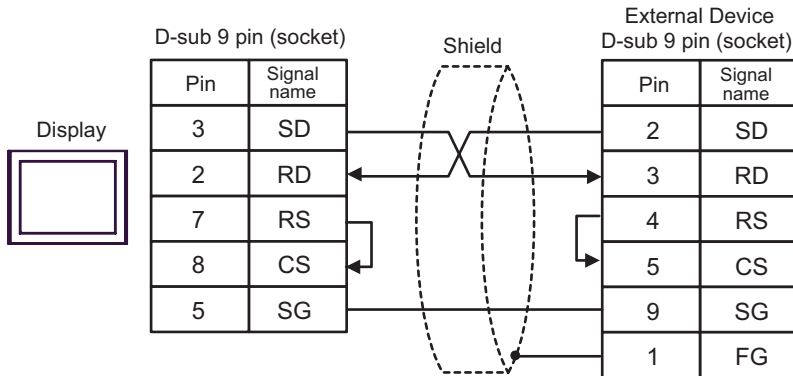 External Device
D-sub 9 pin (socket)
Shield
D-sub 9 pin (socket)
Display
Pin Signal name
3 SD
2 RD
7 RS
8 CS
5 SG
Pin Signal name
2 SD
3 RD
4 RS
5 CS
9 SG
1 FG